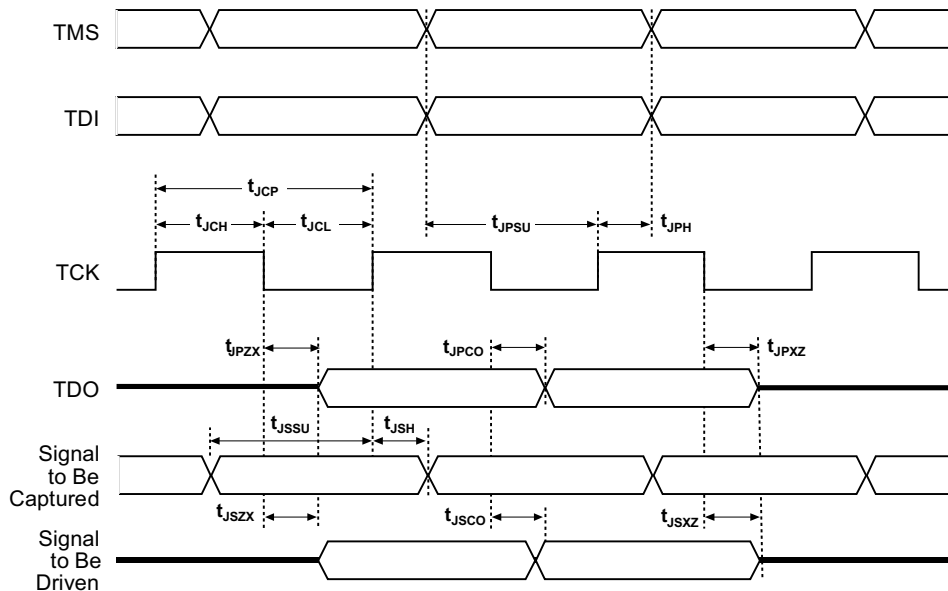 TMS
TDI
tJCP
tJCH
tJCL
tJPSU
tJPH
TCK
tJPZX
tJPCO
tJPXZ
TDO
tJSSU
tJSH
Signal
to Be
Captured
tJSZX
tJSCO
tJSXZ
Signal
to Be
Driven